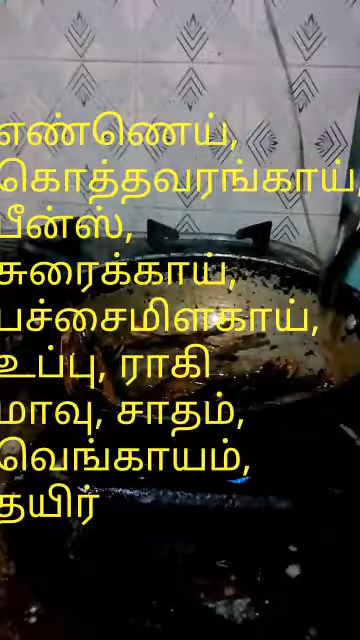 எண்ணெய்,
கொத்தவரங்காய்,
பீன்ஸ்,
சுரைக்காய்,
பச்சைமிளகாய்,
உப்பு, ராகி
மாவு, சாதம்,
வெங்காயம்,
தயிர்